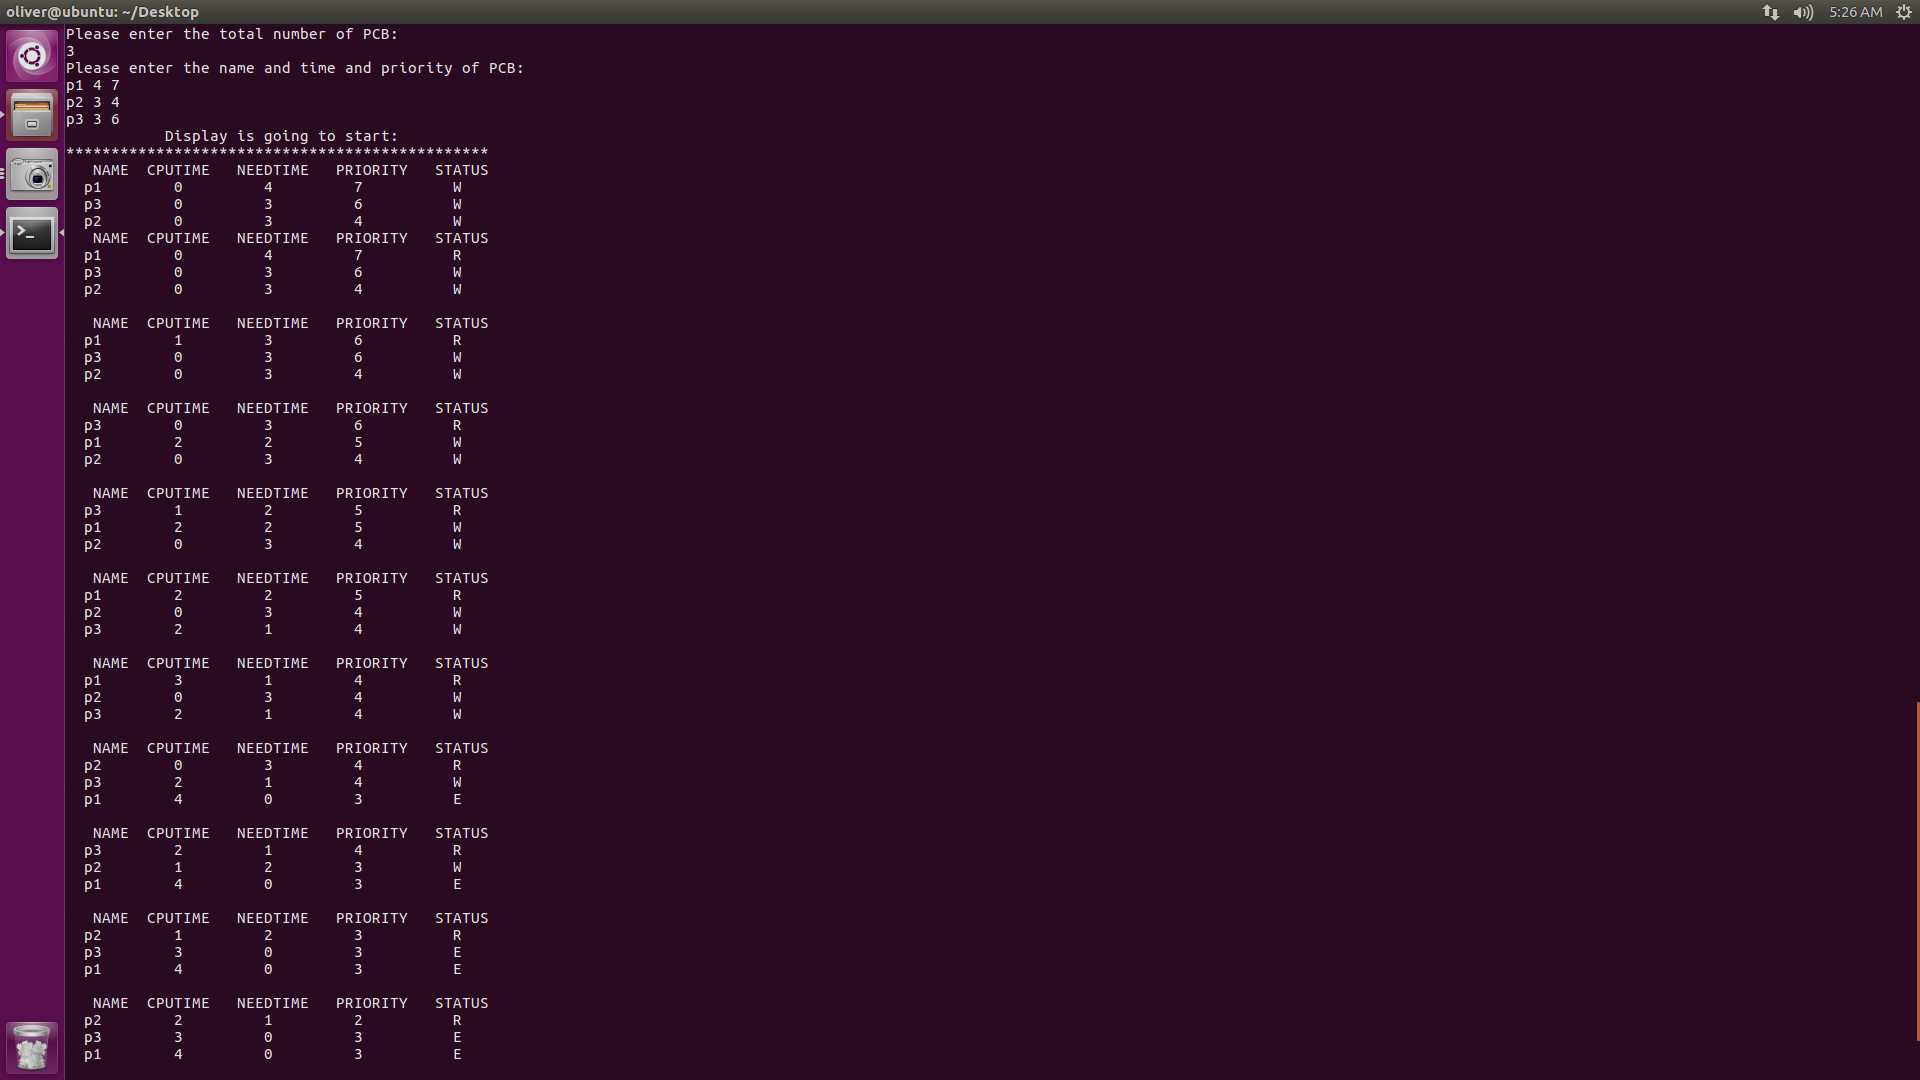 oliver@ubuntu: ~/Desktop
5:26 AM
Please enter the total number of PCB:
3
Please enter the name and time and priority of PCB:
p1 4 7
p2 3 4
p3 3 6
Display is going to start:
***********************************************
NAME CPUTIME NEEDTIME PRIORITY STATUS
p1 0 4 7 W
p3 0 3 6 W
p2 0 3 4 W
NAME CPUTIME NEEDTIME PRIORITY STATUS
p1 0 4 7 R
p3 0 3 6 W
p2 0 3 4 W
NAME CPUTIME NEEDTIME PRIORITY STATUS
p1 1 3 6 R
p3 0 3 6 W
p2 0 3 4 W
NAME CPUTIME NEEDTIME PRIORITY STATUS
p3 0 3 6 R
p1 2 2 5 W
p2 0 3 4 W
NAME CPUTIME NEEDTIME PRIORITY STATUS
p3 1 2 5 R
p1 2 2 5 W
p2 0 3 4 W
NAME CPUTIME NEEDTIME PRIORITY STATUS
p1 2 2 5 R
p2 0 3 4 W
p3 2 1 4 W
NAME CPUTIME NEEDTIME PRIORITY STATUS
p1 3 1 4 R
p2 0 3 4 W
p3 2 1 4 W
NAME CPUTIME NEEDTIME PRIORITY STATUS
p2 0 3 4 R
p3 2 1 4 W
p1 4 0 3 E
NAME CPUTIME NEEDTIME PRIORITY STATUS
p3 2 1 4 R
p2 1 2 3 W
p1 4 0 3 E
NAME CPUTIME NEEDTIME PRIORITY STATUS
p2 1 2 3 R
p3 3 0 3 E
p1 4 0 3 E
NAME CPUTIME NEEDTIME PRIORITY STATUS
p2 2 1 2 R
p3 3 0 3 E
p1 4 0 3 E